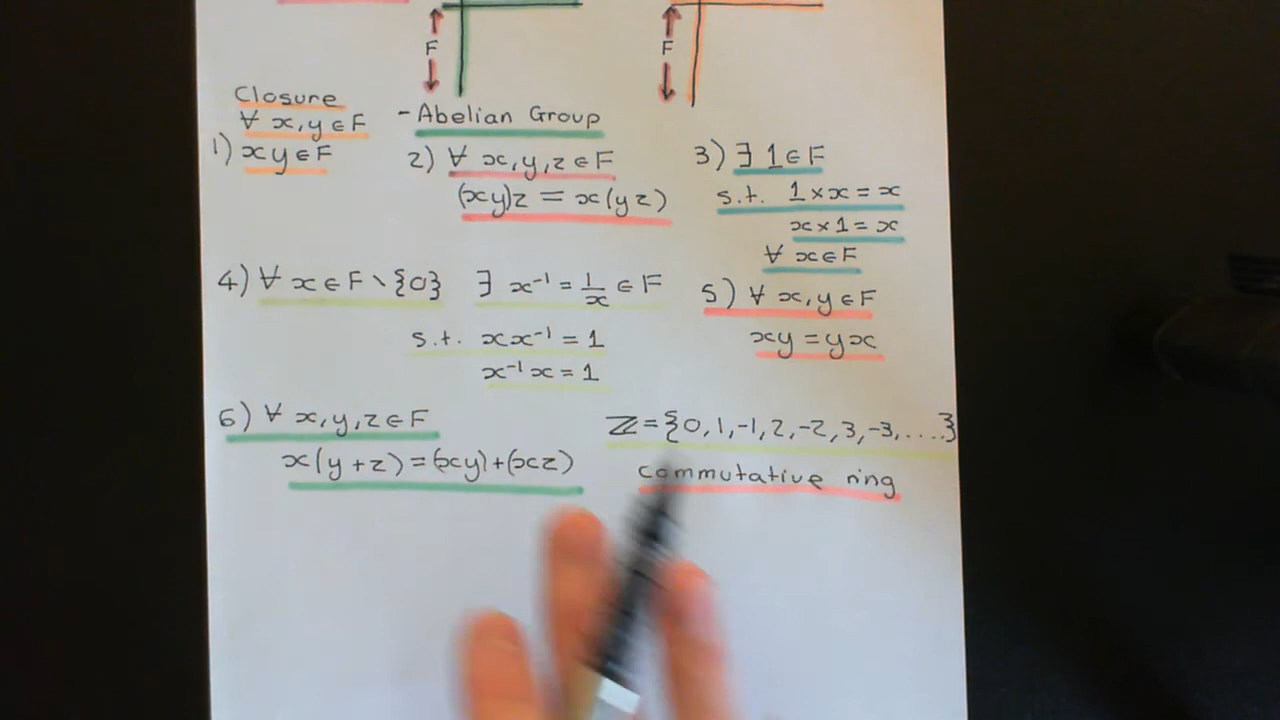 F
F
Closure
∀ x,y∈F
- Abelian Group
1) xy∈F
2) ∀ x,y,z∈F
(xy)z = x(yz)
3) ∃ 1∈F
s.t. 1×x=x
x×1=x
∀ x∈F
4) ∀ x∈F∖{0} ∃ x⁻¹=1/x ∈F
s.t. xx⁻¹=1
x⁻¹x=1
5) ∀ x,y∈F
xy=yx
6) ∀ x,y,z∈F
x(y+z)=(xy)+(xz)
ℤ={0,1,-1,2,-2,3,-3,....}
commutative ring